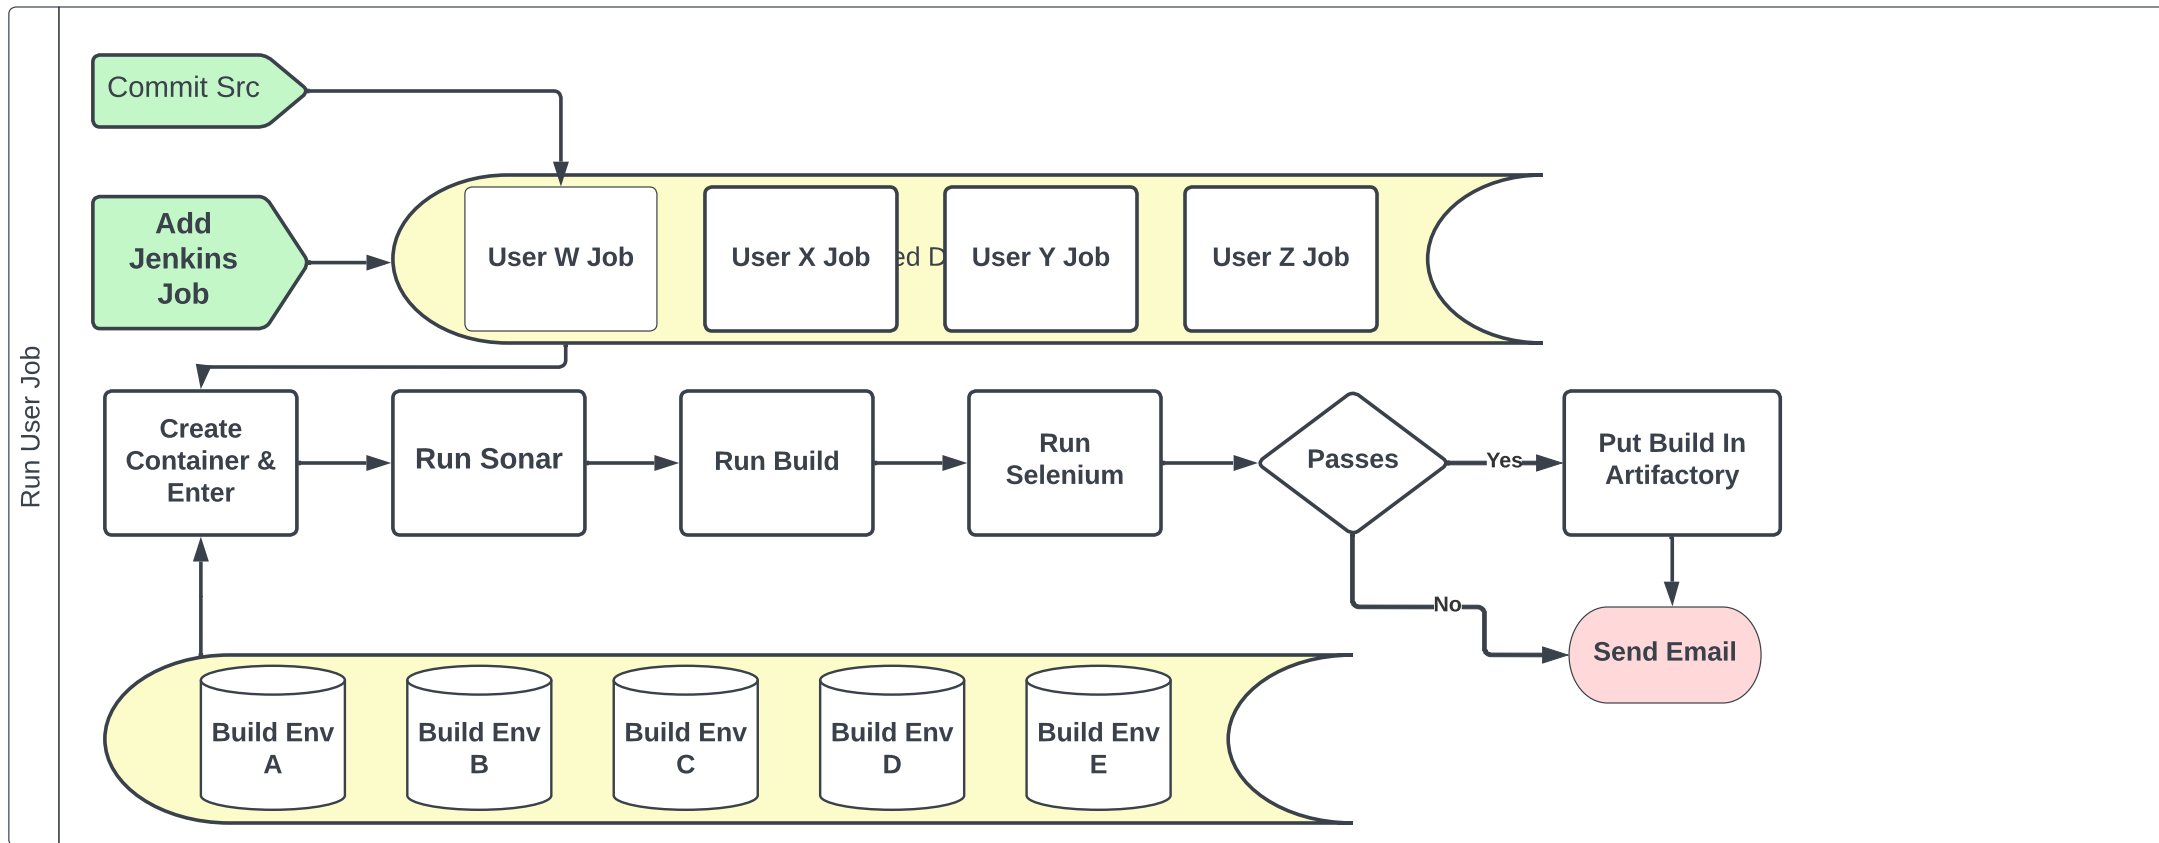 Run User Job
Commit Src
Add
Jenkins
Job
User W Job
User X Job
ed D
User Y Job
User Z Job
Create
Container &
Enter
Run Sonar
Run Build
Run
Selenium
Passes
Yes
Put Build In
Artifactory
No
Send Email
Build Env
A
Build Env
B
Build Env
C
Build Env
D
Build Env
E